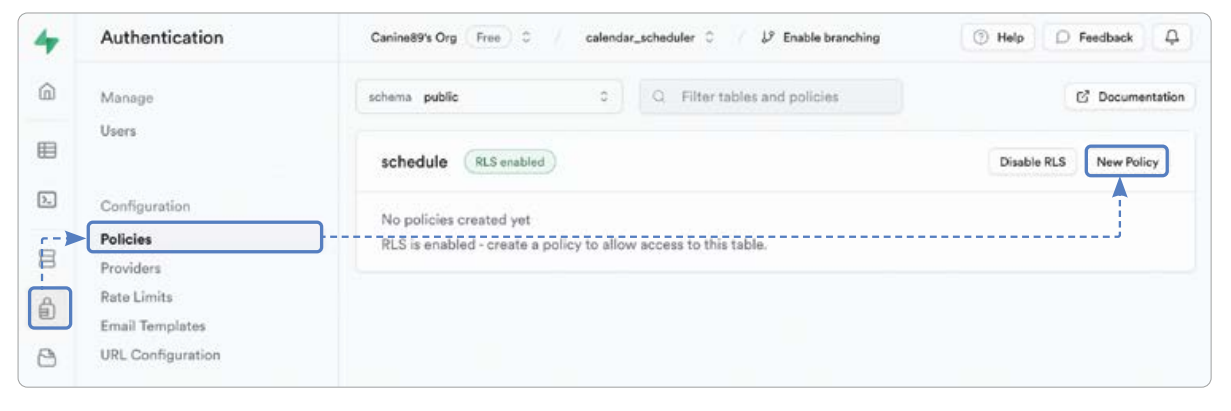 Authentication
Canine89's Org Free / calendar_scheduler / Enable branching Help Feedback
Manage
Users
Configuration
Policies
Providers
Rate Limits
Email Templates
URL Configuration
schema public Filter tables and policies Documentation
schedule RLS enabled Disable RLS New Policy
No policies created yet
RLS is enabled - create a policy to allow access to this table.